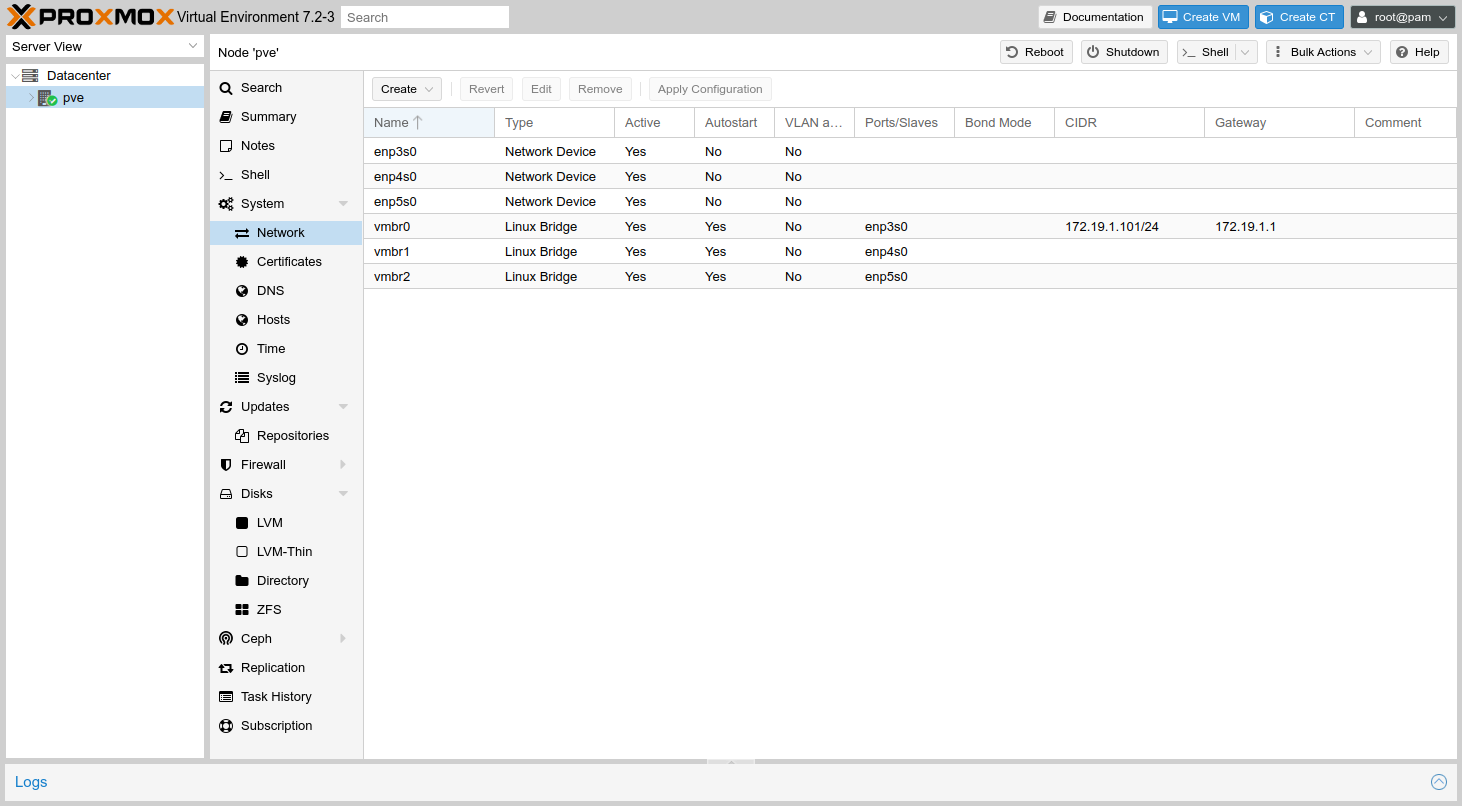 PROXMOX Virtual Environment 7.2-3 Search Documentation Create VM Create CT root@pam
Server View
Datacenter
pve
Node 'pve' Reboot Shutdown >_ Shell Bulk Actions Help
Search
Summary
Notes
>_ Shell
System
Network
Certificates
DNS
Hosts
Time
Syslog
Updates
Repositories
Firewall
Disks
LVM
LVM-Thin
Directory
ZFS
Ceph
Replication
Task History
Subscription
Create Revert Edit Remove Apply Configuration
Name Type Active Autostart VLAN a... Ports/Slaves Bond Mode CIDR Gateway Comment
enp3s0 Network Device Yes No No
enp4s0 Network Device Yes No No
enp5s0 Network Device Yes No No
vmbr0 Linux Bridge Yes Yes No enp3s0 172.19.1.101/24 172.19.1.1
vmbr1 Linux Bridge Yes Yes No enp4s0
vmbr2 Linux Bridge Yes Yes No enp5s0
Logs